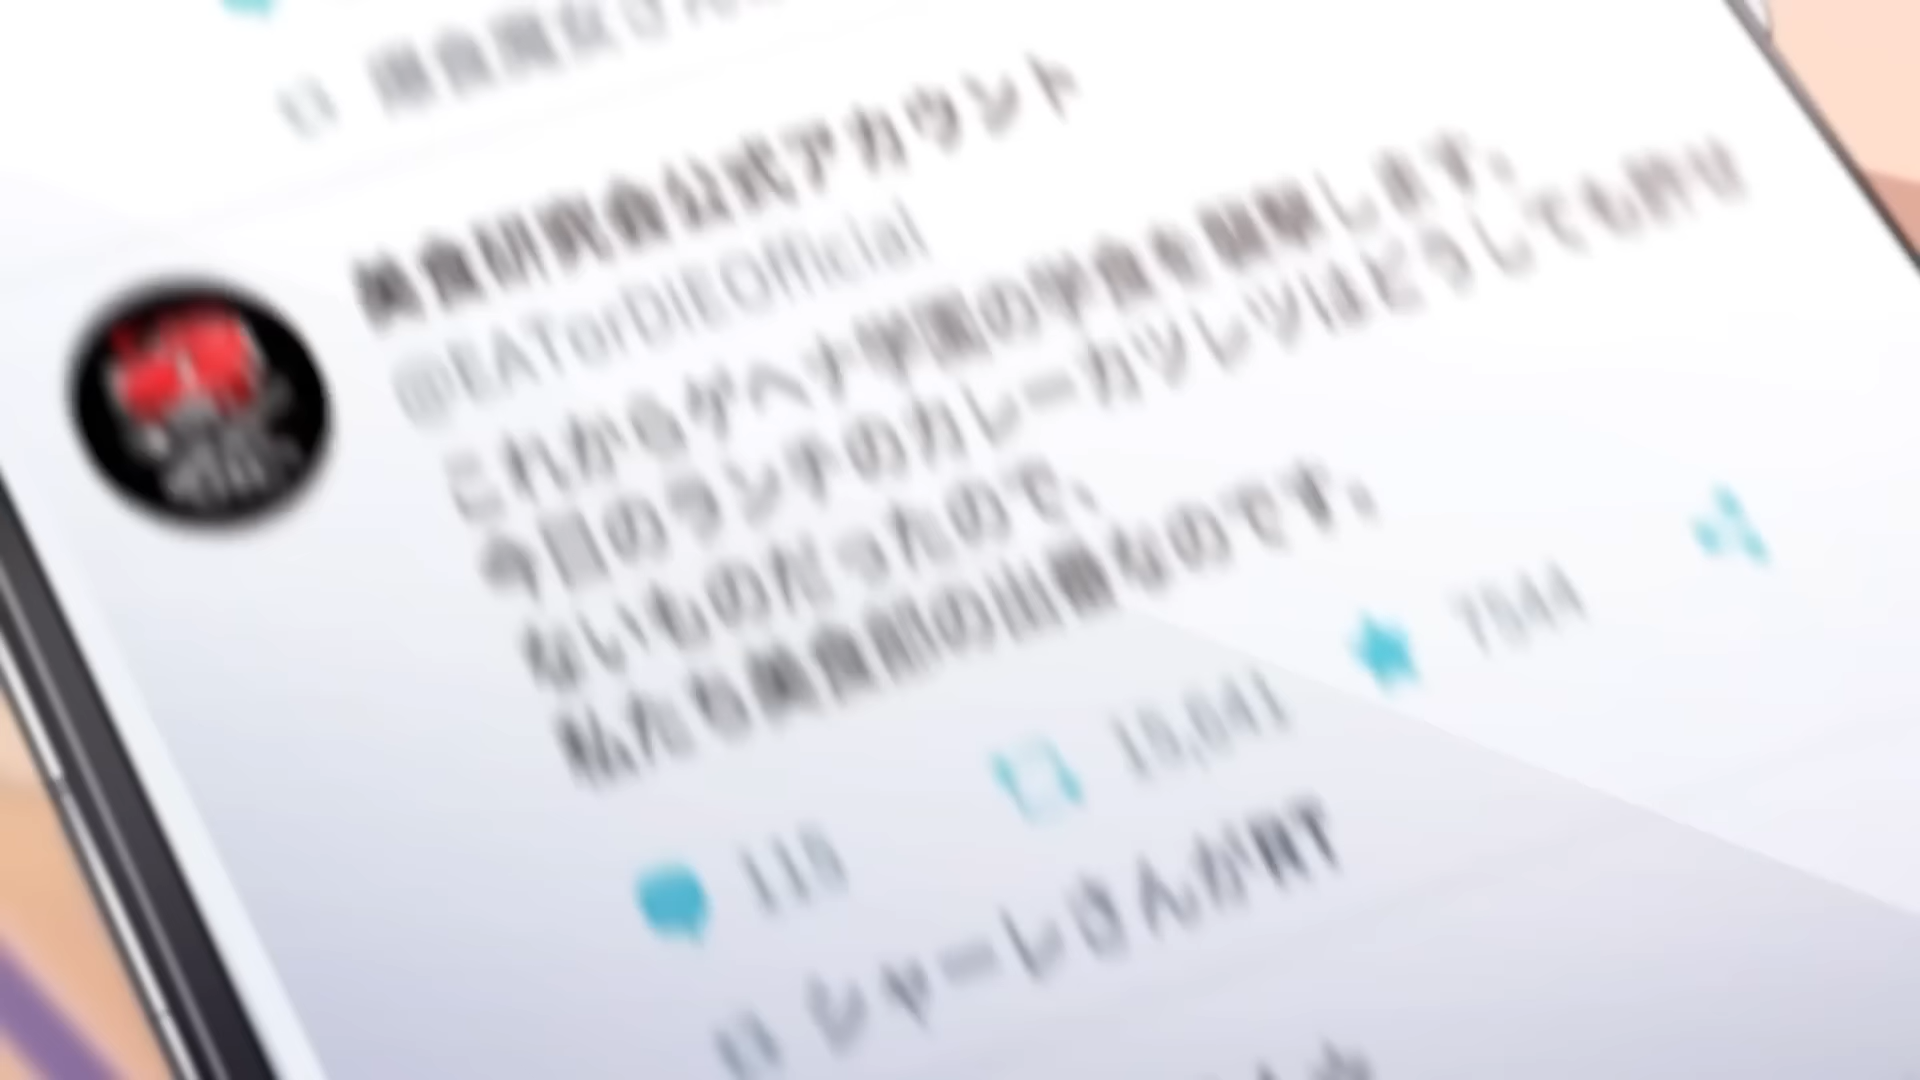 美食研究会公式アカウント
@EATorDIEOfficial
これからゲヘナ学園の学食を襲撃します。
今日のランチのカレーカツレツはどうしても許せ
ないものだったので、
私たち美食部の出番なのです。
115
15,041
7544
シャーレさんがRT